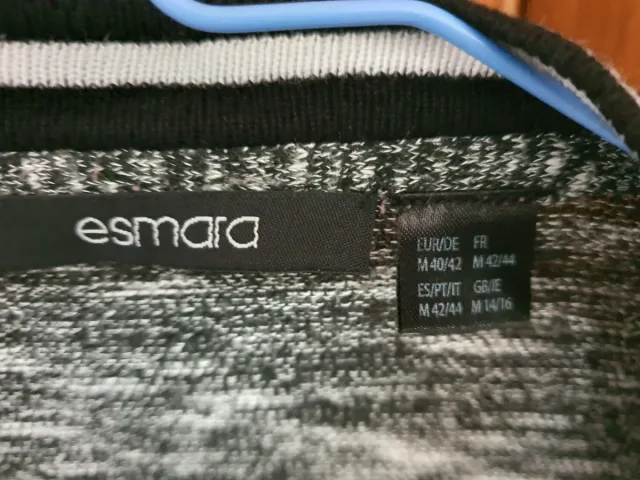 esmara
EUR/DE FR
M 40/42 M 42/44
ES/PT/IT GB/IE
M 42/44 M 14/16